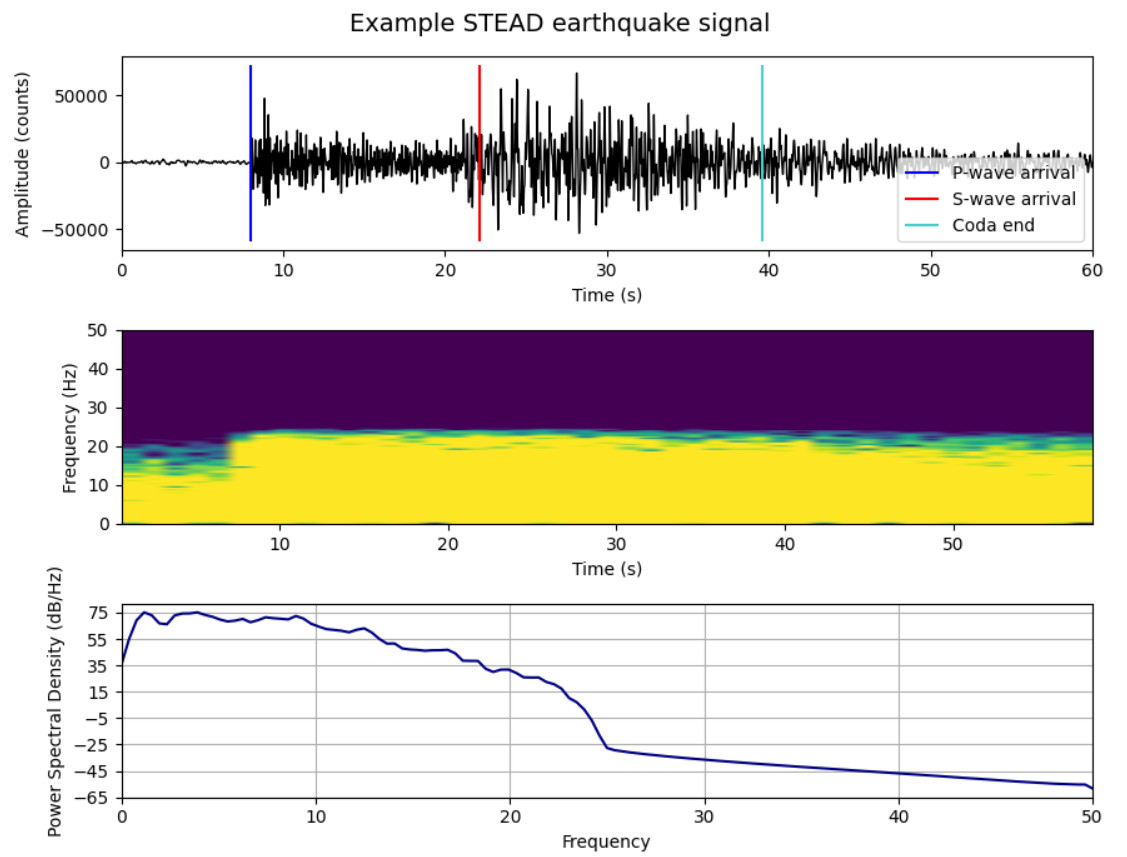 Example STEAD earthquake signal
Amplitude (counts)
50000
0
−50000
P-wave arrival
S-wave arrival
Coda end
0 10 20 30 40 50 60
Time (s)
Frequency (Hz)
50
40
30
20
10
0
10 20 30 40 50
Time (s)
Power Spectral Density (dB/Hz)
75
55
35
15
−5
−25
−45
−65
0 10 20 30 40 50
Frequency